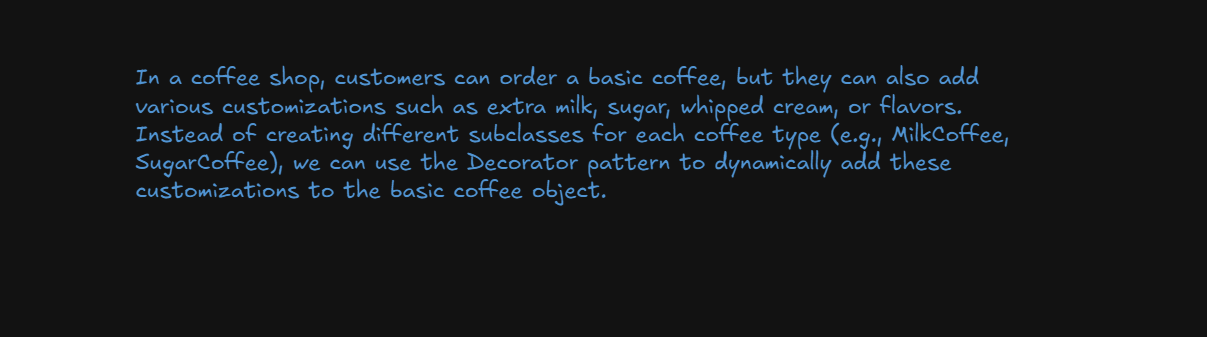 In a coffee shop, customers can order a basic coffee, but they can also add
various customizations such as extra milk, sugar, whipped cream, or flavors.
Instead of creating different subclasses for each coffee type (e.g., MilkCoffee,
SugarCoffee), we can use the Decorator pattern to dynamically add these
customizations to the basic coffee object.